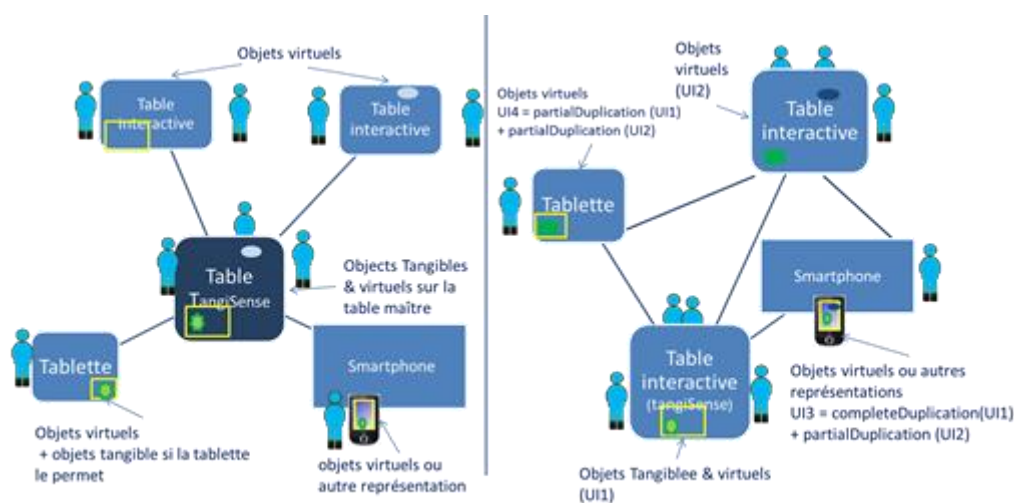 Objets virtuels
Table
interactive
Table
interactive
Table
TangiSense
Objects Tangibles
& virtuels sur la
table maître
Tablette
Smartphone
Objets virtuels
+ objets tangible si la tablette
le permet
objets virtuels ou
autre représentation
Objets
virtuels
(UI2)
Objets virtuels
UI4 = partialDuplication (UI1)
+ partialDuplication (UI2)
Table
interactive
Tablette
Smartphone
Table
interactive
(tangiSense)
Objets virtuels ou autres
représentations
UI3 = completeDuplication(UI1)
+ partialDuplication (UI2)
Objets Tangiblee & virtuels
(UI1)